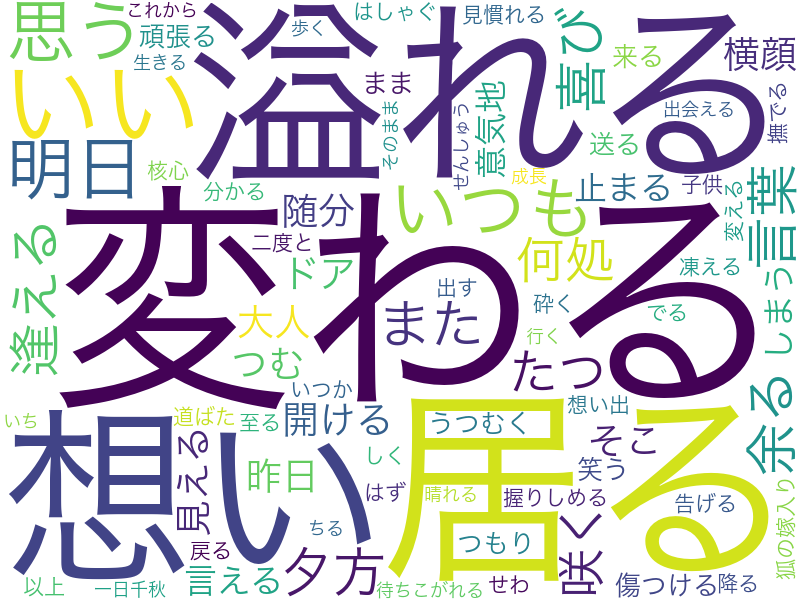 これから
歩く
はしゃぐ
見慣れる
思う
頑張る
生きる
溢れる
まま
喜び
来る
横顔
いい
明日
核心
分かる
随分
二度と
そのまま
せんしゅう
意気地
成長
送る
出会える
撫でる
止まる
子供
変える
言葉
変わる
いつも
何処
逢える
ドア
大人
つむ
また
出す
砕く
行く
でる
凍える
しまう
たつ
いつか
いち
道ばた
至る
開ける
うつむく
想い出
そこ
余る
想い
居る
見える
昨日
しく
はず
晴れる
握りしめる
笑う
告げる
狐の嫁入り
ちる
つもり
咲く
戻る
以上
一日千秋
言える
夕方
待ちこがれる
せわ
傷つける
降る